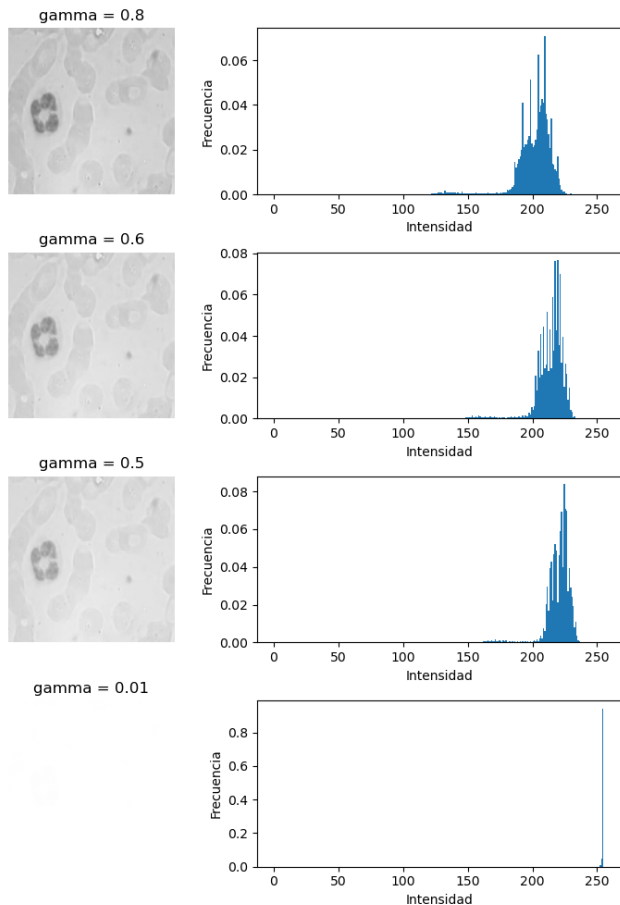 gamma = 0.8
Frecuencia
0.06
0.04
0.02
0.00
0 50 100 150 200 250
Intensidad
gamma = 0.6
Frecuencia
0.08
0.06
0.04
0.02
0.00
0 50 100 150 200 250
Intensidad
gamma = 0.5
Frecuencia
0.08
0.06
0.04
0.02
0.00
0 50 100 150 200 250
Intensidad
gamma = 0.01
Frecuencia
0.8
0.6
0.4
0.2
0.0
0 50 100 150 200 250
Intensidad